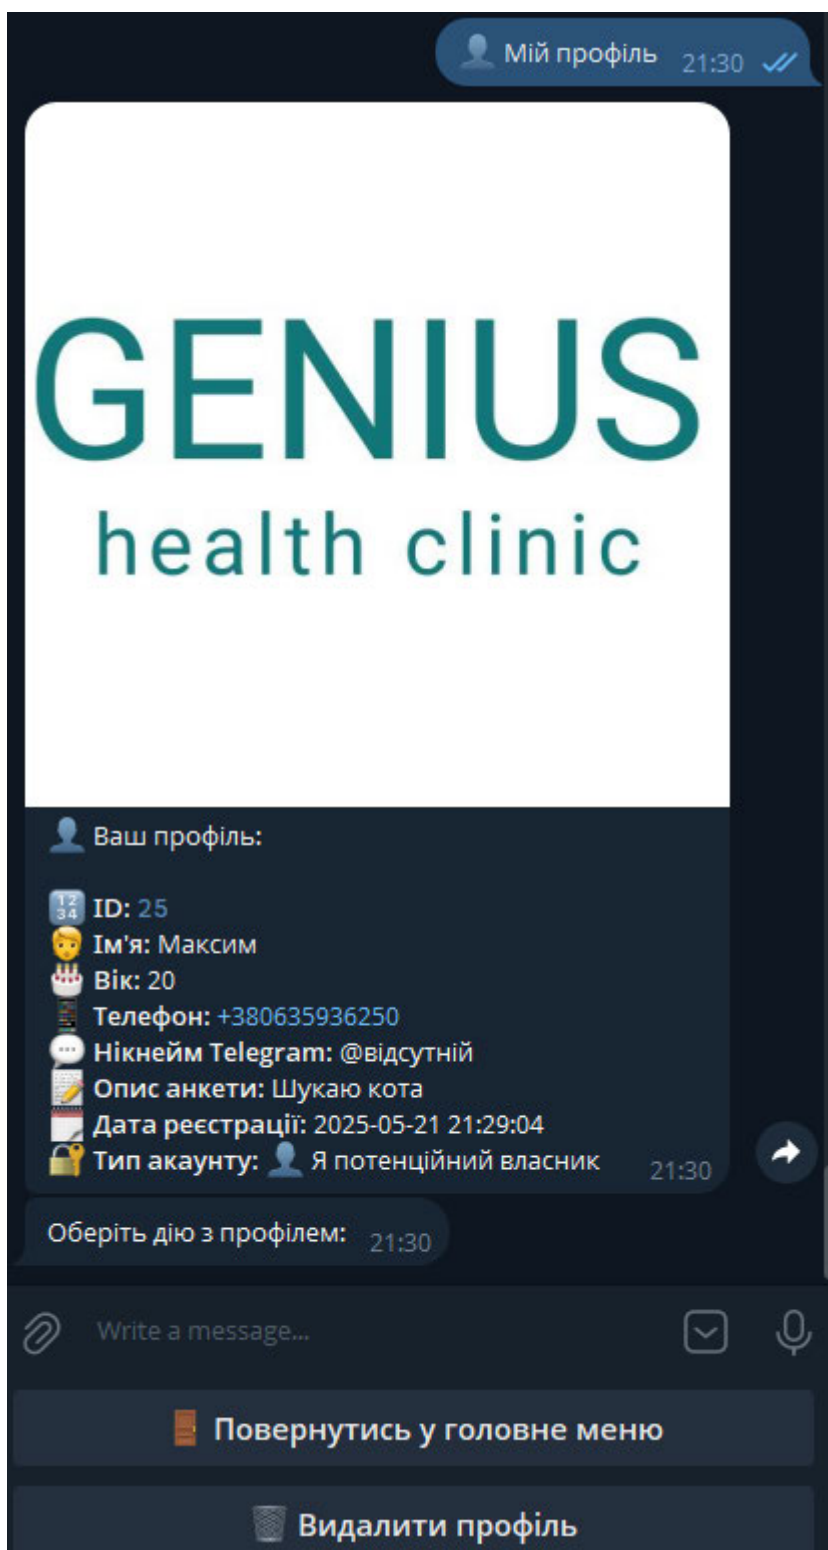 👤 Мій профіль 21:30
GENIUS
health clinic
👤 Ваш профіль:
🔢 ID: 25
🧑 Ім'я: Максим
🎂 Вік: 20
📱 Телефон: +380635936250
💬 Нікнейм Telegram: @відсутній
📝 Опис анкети: Шукаю кота
🗓 Дата реєстрації: 2025-05-21 21:29:04
🔐 Тип акаунту: 👤 Я потенційний власник 21:30
Оберіть дію з профілем: 21:30
Write a message...
🚪 Повернутись у головне меню
🗑 Видалити профіль